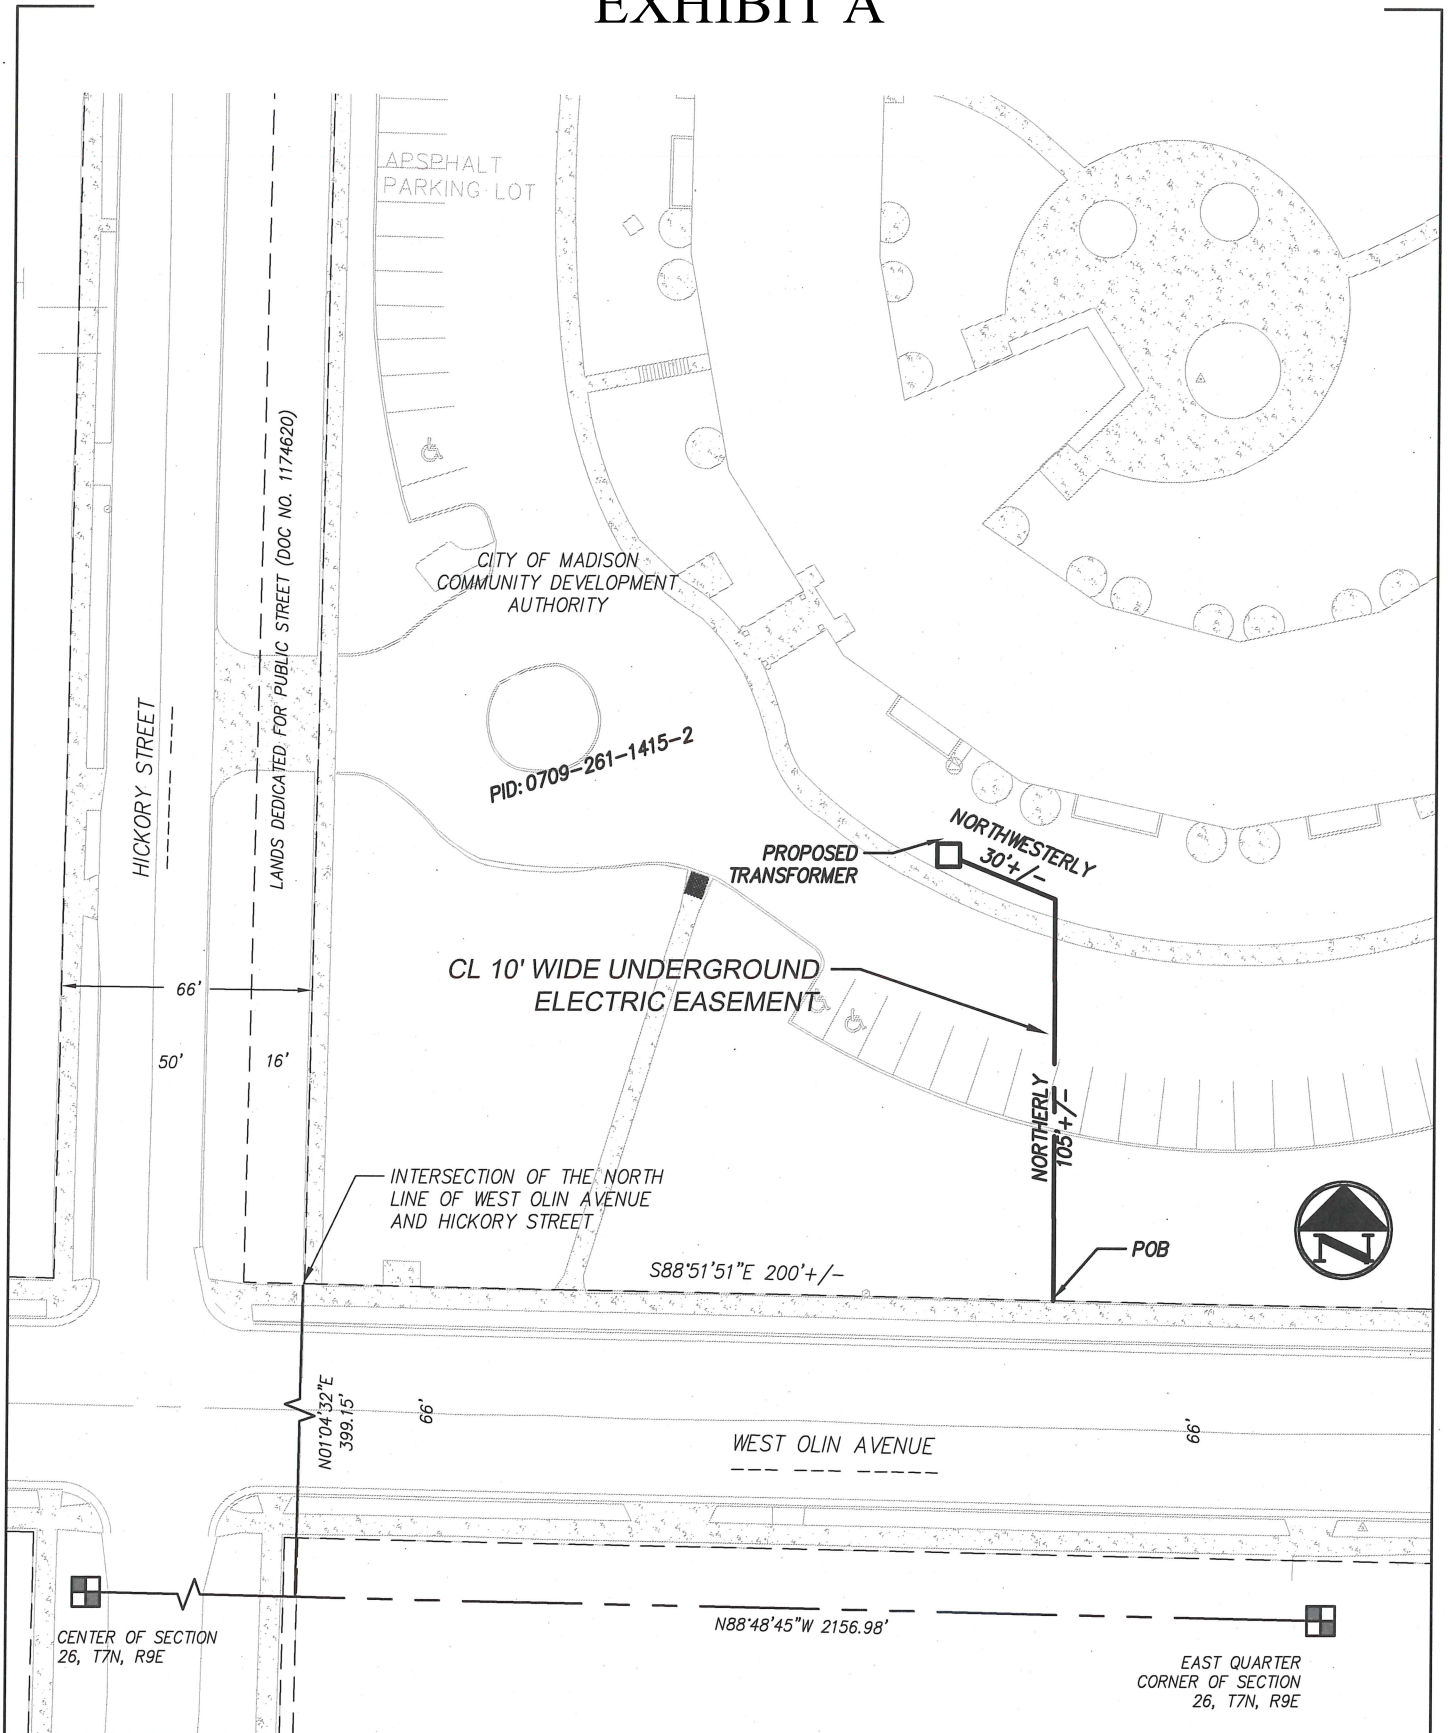 EXHIBIT A
APSPHALT
PARKING LOT
LANDS DEDICATED FOR PUBLIC STREET (DOC NO. 1174620)
CITY OF MADISON
COMMUNITY DEVELOPMENT
AUTHORITY
HICKORY STREET
PID: 0709-261-1415-2
PROPOSED
TRANSFORMER
NORTHWESTERLY
30'+/-
CL 10' WIDE UNDERGROUND
ELECTRIC EASEMENT
66'
50'
16'
NORTHERLY
105'+/-
INTERSECTION OF THE NORTH
LINE OF WEST OLIN AVENUE
AND HICKORY STREET
S88°51'51"E 200'+/-
POB
N
N01°04'32"E
399.15'
66'
WEST OLIN AVENUE
66'
N88°48'45"W 2156.98'
CENTER OF SECTION
26, T7N, R9E
EAST QUARTER
CORNER OF SECTION
26, T7N, R9E